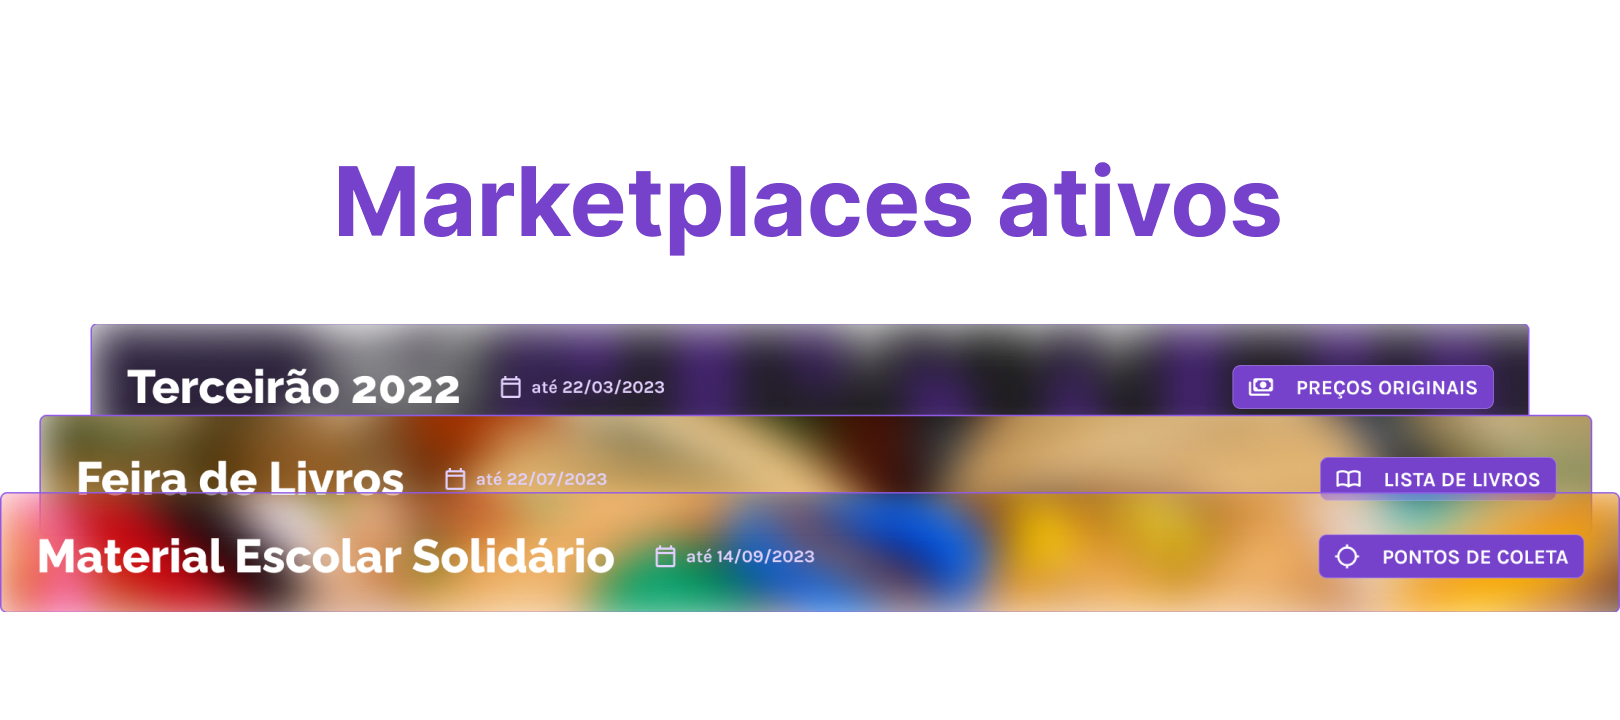 Marketplaces ativos
Terceirão 2022 até 22/03/2023 PREÇOS ORIGINAIS
Feira de Livros até 22/07/2023 LISTA DE LIVROS
Material Escolar Solidário até 14/09/2023 PONTOS DE COLETA